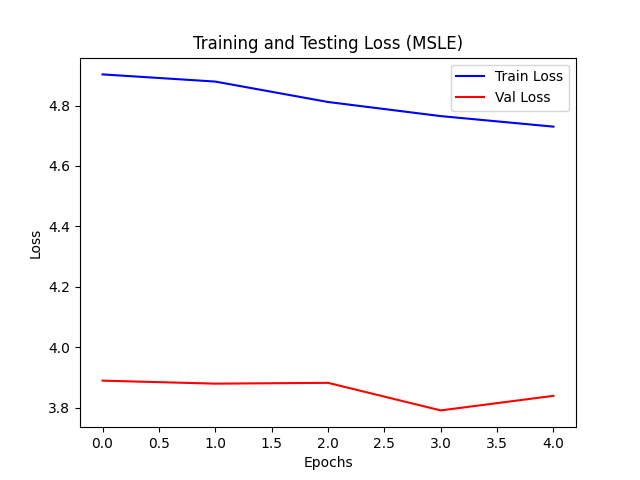 Training and Testing Loss (MSLE)
Train Loss
Val Loss
Loss
4.8
4.6
4.4
4.2
4.0
3.8
0.0 0.5 1.0 1.5 2.0 2.5 3.0 3.5 4.0
Epochs